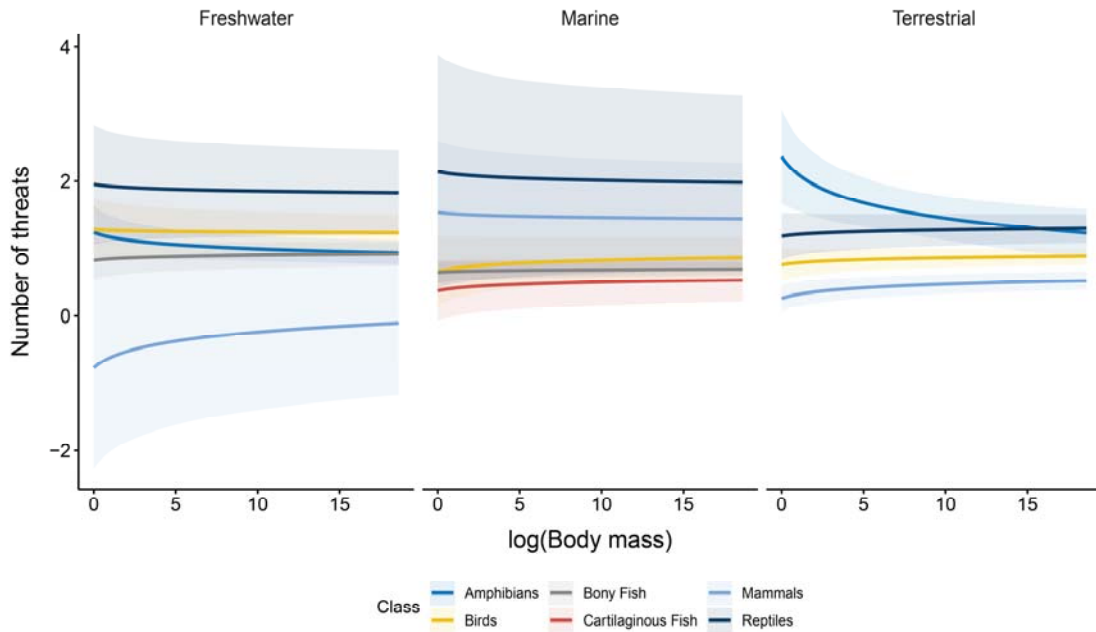 Freshwater Marine Terrestrial
4
2
0
−2
Number of threats
0 5 10 15 0 5 10 15 0 5 10 15
log(Body mass)
Class
Amphibians Bony Fish Mammals
Birds Cartilaginous Fish Reptiles